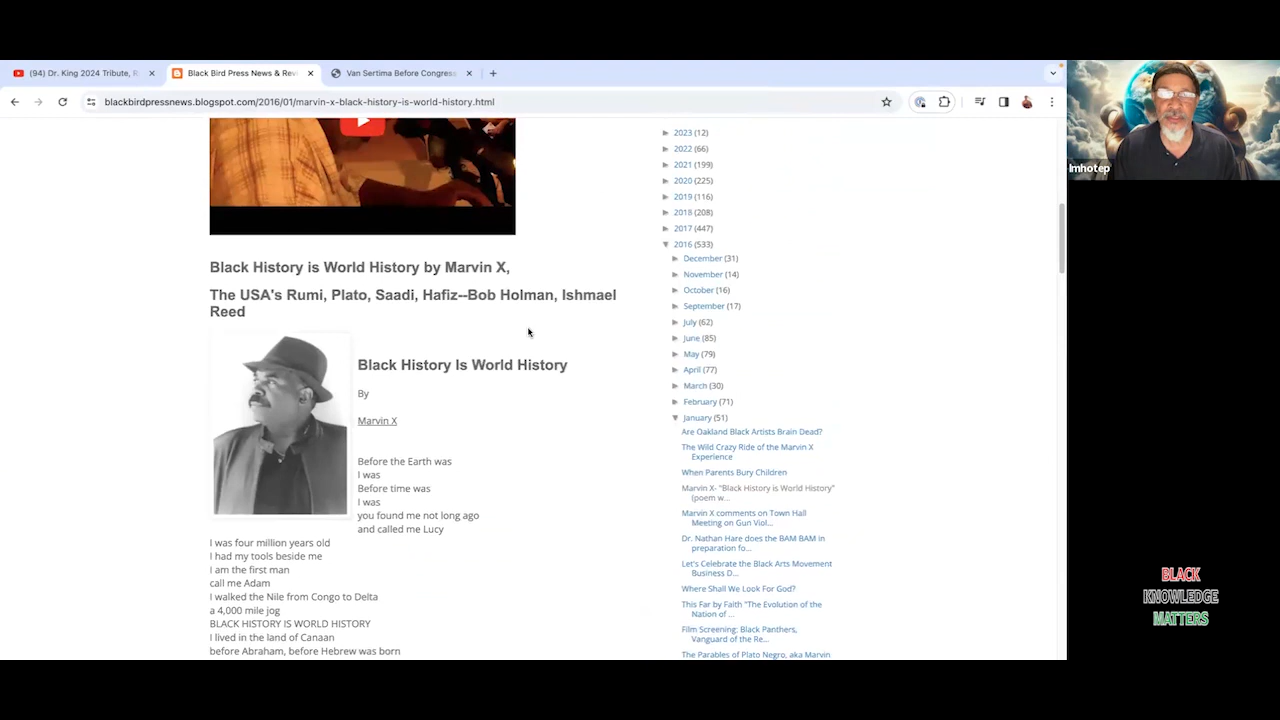 (94) Dr. King 2024 Tribute, R
Black Bird Press News & Revi
Van Sertima Before Congress
blackbirdpressnews.blogspot.com/2016/01/marvin-x-black-history-is-world-history.html
Imhotep
Black History is World History by Marvin X,
The USA's Rumi, Plato, Saadi, Hafiz--Bob Holman, Ishmael
Reed
Black History Is World History
By
Marvin X
Before the Earth was
I was
Before time was
I was
you found me not long ago
and called me Lucy
I was four million years old
I had my tools beside me
I am the first man
call me Adam
I walked the Nile from Congo to Delta
a 4,000 mile jog
BLACK HISTORY IS WORLD HISTORY
I lived in the land of Canaan
before Abraham, before Hebrew was born
2023 (12)
2022 (66)
2021 (199)
2020 (225)
2019 (116)
2018 (208)
2017 (447)
2016 (533)
December (31)
November (14)
October (16)
September (17)
July (62)
June (85)
May (79)
April (77)
March (30)
February (71)
January (51)
Are Oakland Black Artists Brain Dead?
The Wild Crazy Ride of the Marvin X
Experience
When Parents Bury Children
Marvin X- "Black History is World History"
(poem w...
Marvin X comments on Town Hall
Meeting on Gun Viol...
Dr. Nathan Hare does the BAM BAM in
preparation fo...
Let's Celebrate the Black Arts Movement
Business D...
Where Shall We Look For God?
This Far by Faith "The Evolution of the
Nation of ...
Film Screening: Black Panthers,
Vanguard of the Re...
The Parables of Plato Negro, aka Marvin
BLACK
KNOWLEDGE
MATTERS